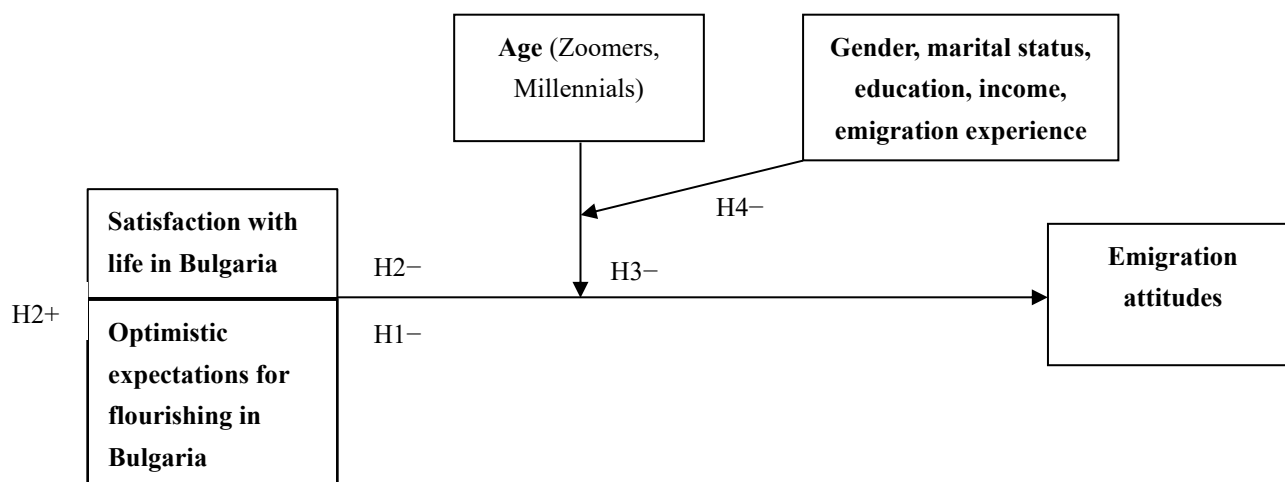 Age (Zoomers,
Millennials)
Gender, marital status,
education, income,
emigration experience
H4−
Satisfaction with
life in Bulgaria
H2−
H3−
Emigration
attitudes
H2+
H1−
Optimistic
expectations for
flourishing in
Bulgaria